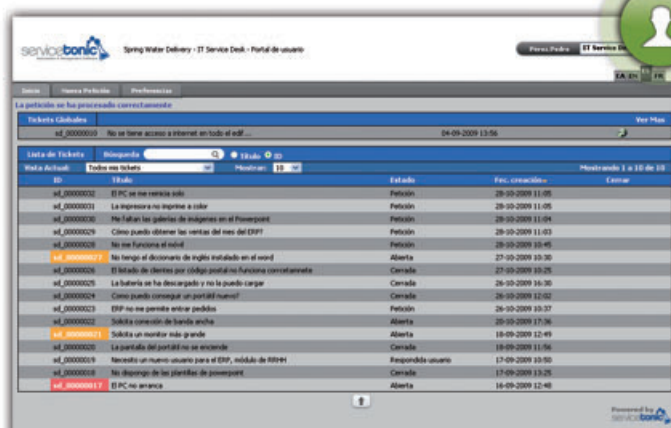 servicetonic
Spring Water Delivery - IT Service Desk - Portal de usuario
Pérez,Pedro IT Service De
CA EN ES FR
Inicio Nueva Petición Preferencias
La petición se ha procesado correctamente
Tickets Globales Ver Mas
sd_00000010 No se tiene access a internet en todo el edif ... 04-09-2009 13:56
Lista de Tickets Búsqueda Título ID
Vista Actual: Todos mis tickets Mostrar: 10 Mostrando 1 a 10 de 10
ID Título Estado Fec. creación Cerrar
sd_00000032 El PC se me reinicia solo Petición 28-10-2009 11:05
sd_00000031 La impresora no imprime a color Petición 28-10-2009 11:05
sd_00000030 Me faltan las galerías de imágenes en el Powerpoint Petición 28-10-2009 11:04
sd_00000029 Cómo puedo obtener las ventas del mes del ERP? Petición 28-10-2009 11:03
sd_00000028 No me funciona el móvil Petición 28-10-2009 10:45
sd_00000027 No tengo el diccionario de inglés instalado en el word Abierta 27-10-2009 10:30
sd_00000026 El listado de clientes por código postal no funciona correctamente Cerrada 27-10-2009 10:25
sd_00000025 La batería se ha descargado y no la puedo cargar Cerrada 26-10-2009 16:30
sd_00000024 Como puedo conseguir un portátil nuevo? Cerrada 26-10-2009 12:02
sd_00000023 ERP no me permite entrar pedidos Petición 26-10-2009 10:37
sd_00000022 Solicita conexión de banda ancha Abierta 20-10-2009 17:36
sd_00000021 Solicita un monitor más grande Abierta 18-09-2009 12:49
sd_00000020 La pantalla del portátil no se enciende Cerrada 18-09-2009 11:56
sd_00000019 Necesito un nuevo usuario para el ERP, módulo de RRHH Respondida usuario 17-09-2009 10:50
sd_00000018 No dispongo de las plantillas de powerpoint Cerrada 17-09-2009 13:25
sd_00000017 El PC no arranca Abierta 16-09-2009 12:48
Powered by
servicetonic